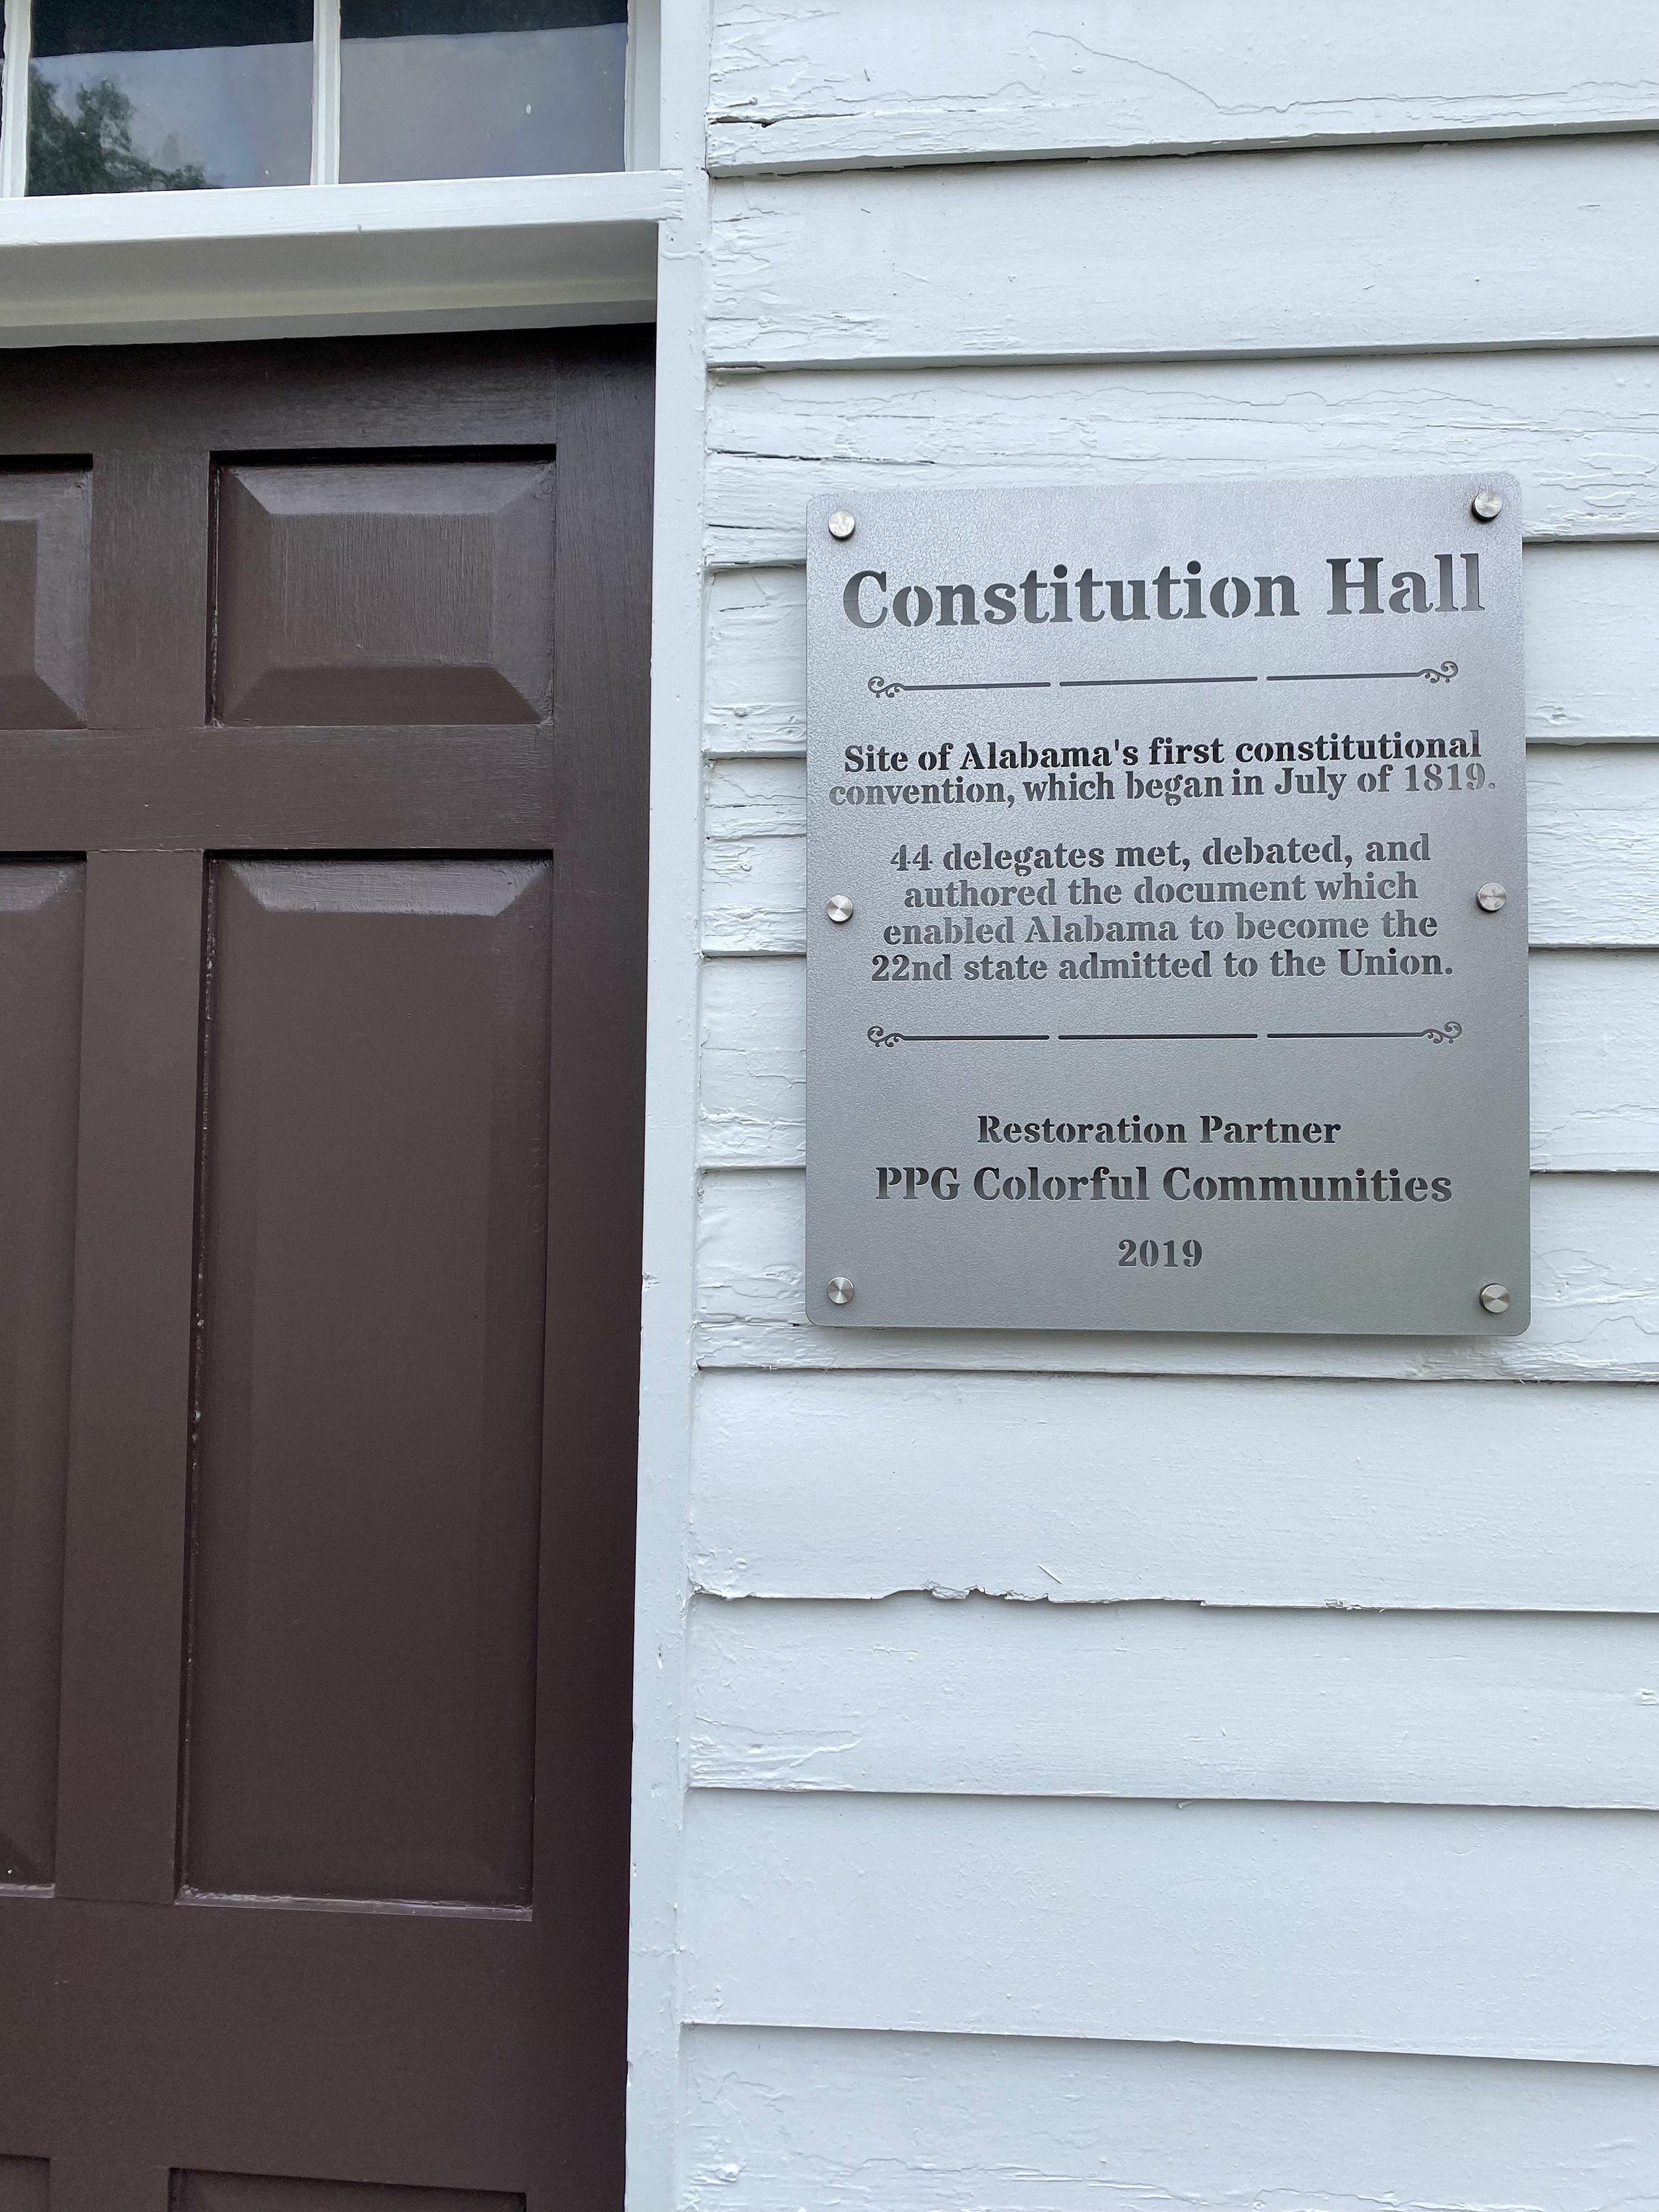 Constitution Hall
Site of Alabama's first constitutional
convention, which began in July of 1819.
44 delegates met, debated, and
authored the document which
enabled Alabama to become the
22nd state admitted to the Union.
Restoration Partner
PPG Colorful Communities
2019